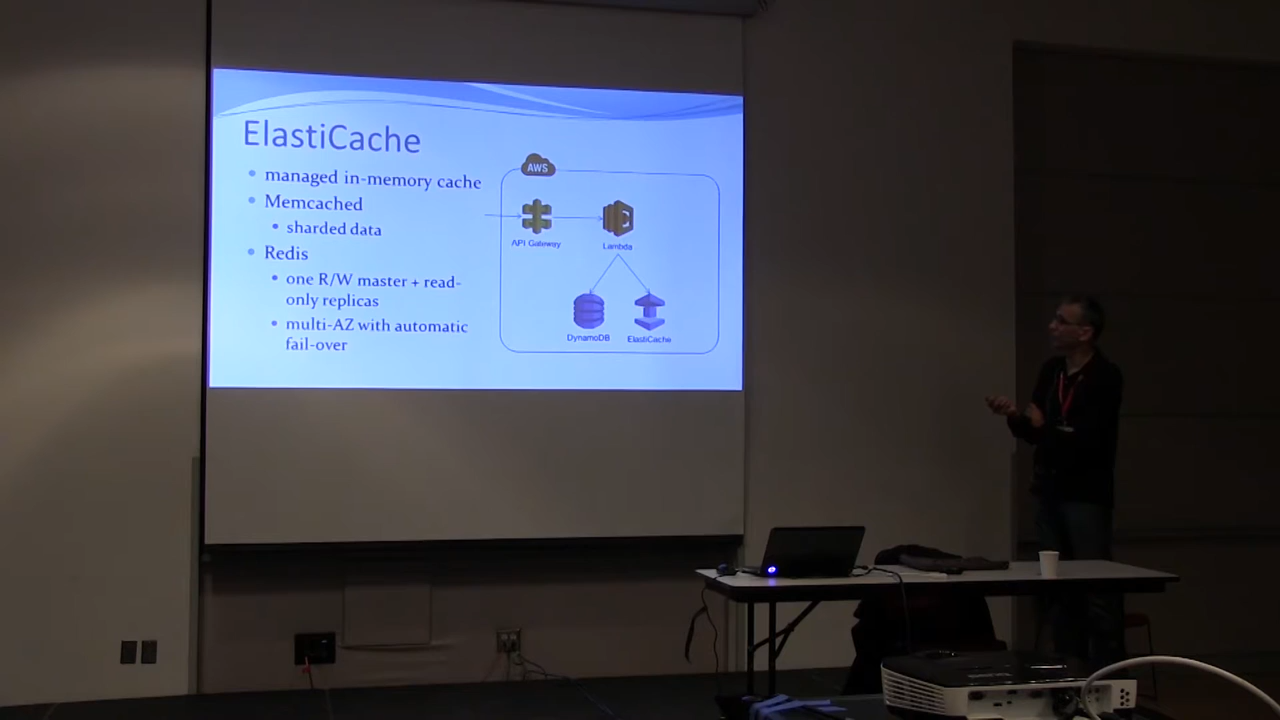 ElastiCache
managed in-memory cache
Memcached
sharded data
Redis
one R/W master + read-
only replicas
multi-AZ with automatic
fail-over
AWS
API Gateway
Lambda
DynamoDB
ElastiCache